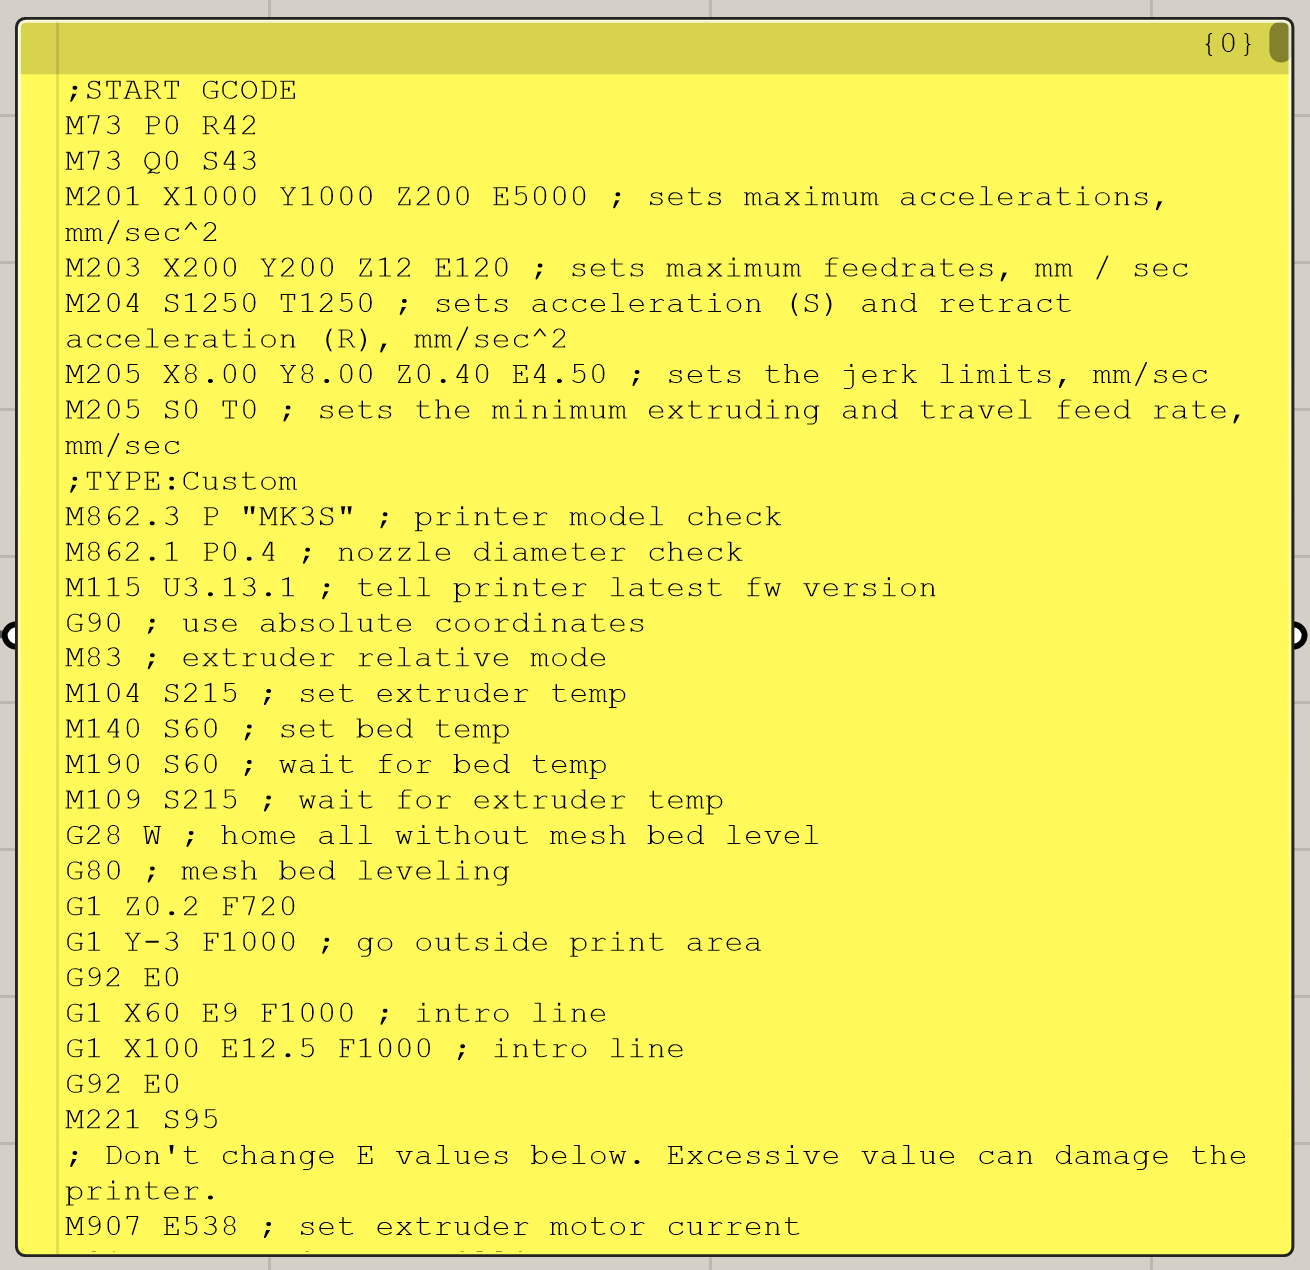 {0}
;START GCODE
M73 P0 R42
M73 Q0 S43
M201 X1000 Y1000 Z200 E5000 ; sets maximum accelerations,
mm/sec^2
M203 X200 Y200 Z12 E120 ; sets maximum feedrates, mm / sec
M204 S1250 T1250 ; sets acceleration (S) and retract
acceleration (R), mm/sec^2
M205 X8.00 Y8.00 Z0.40 E4.50 ; sets the jerk limits, mm/sec
M205 S0 T0 ; sets the minimum extruding and travel feed rate,
mm/sec
;TYPE:Custom
M862.3 P "MK3S" ; printer model check
M862.1 P0.4 ; nozzle diameter check
M115 U3.13.1 ; tell printer latest fw version
G90 ; use absolute coordinates
M83 ; extruder relative mode
M104 S215 ; set extruder temp
M140 S60 ; set bed temp
M190 S60 ; wait for bed temp
M109 S215 ; wait for extruder temp
G28 W ; home all without mesh bed level
G80 ; mesh bed leveling
G1 Z0.2 F720
G1 Y-3 F1000 ; go outside print area
G92 E0
G1 X60 E9 F1000 ; intro line
G1 X100 E12.5 F1000 ; intro line
G92 E0
M221 S95
; Don't change E values below. Excessive value can damage the
printer.
M907 E538 ; set extruder motor current